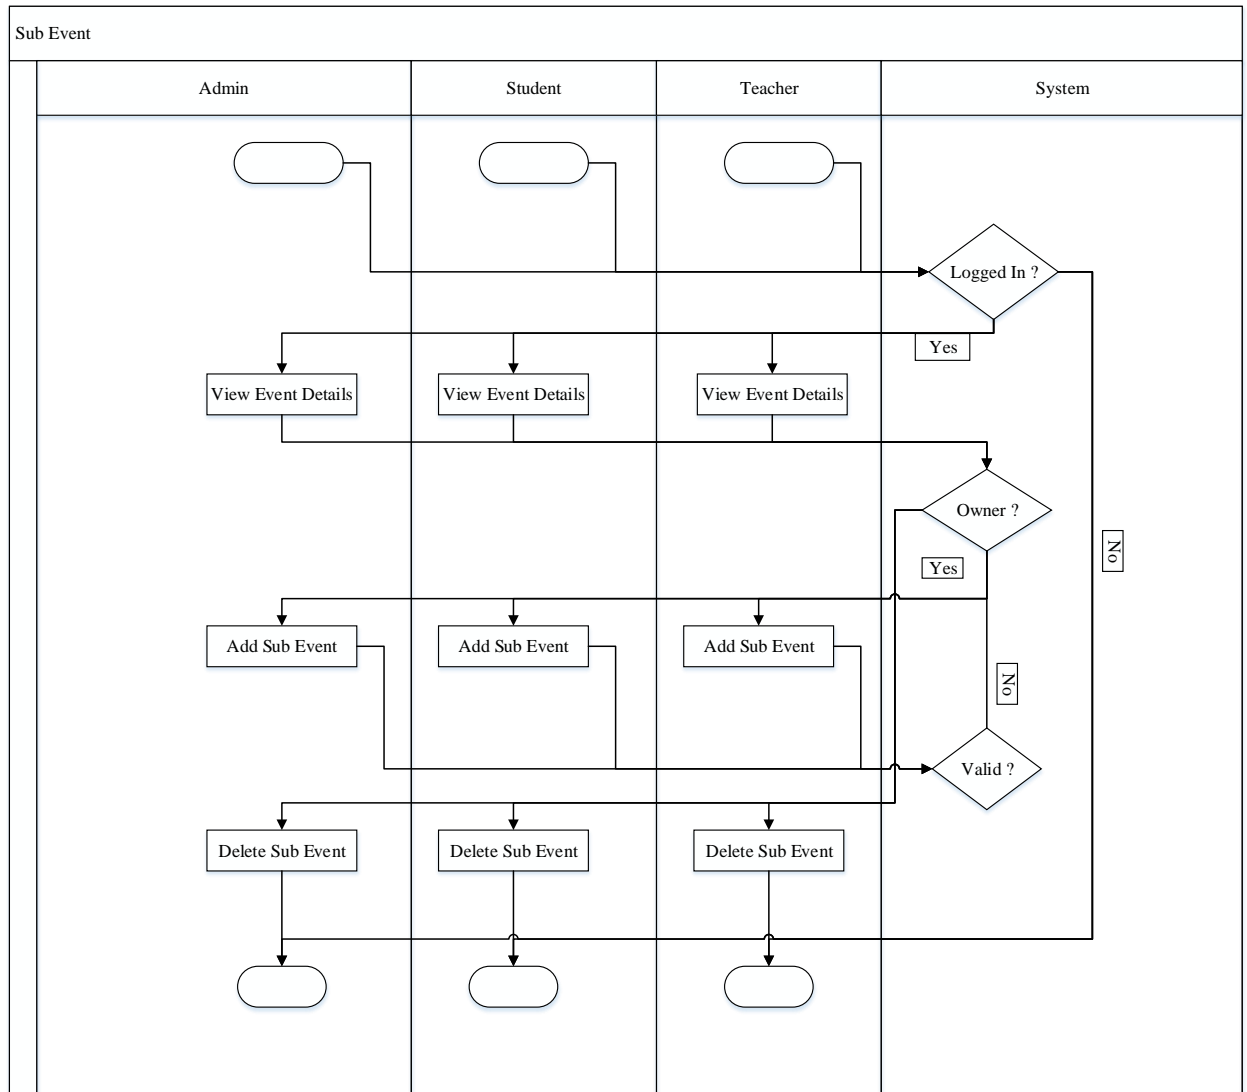 Sub Event
Admin
Student
Teacher
System
Logged In ?
Yes
View Event Details
View Event Details
View Event Details
Owner ?
No
Yes
Add Sub Event
Add Sub Event
Add Sub Event
No
Valid ?
Delete Sub Event
Delete Sub Event
Delete Sub Event